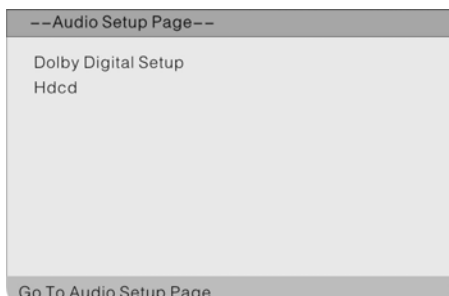 --Audio Setup Page--
Dolby Digital Setup
Hdcd
Go To Audio Setup Page